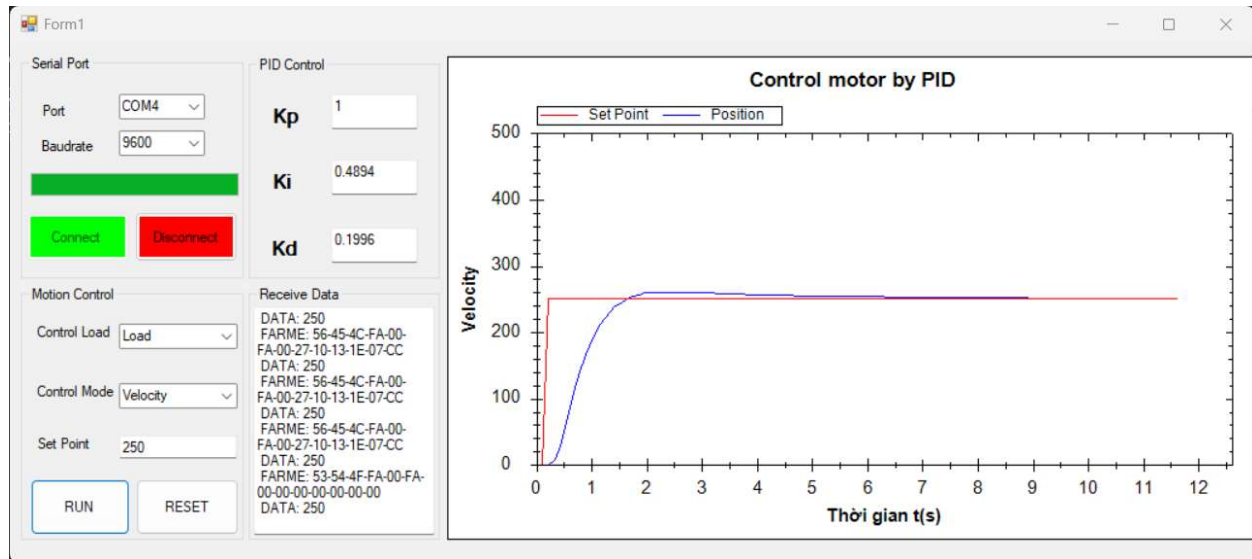 Form1
Serial Port
Port
COM4
Baudrate
9600
Connect
Disconnect
PID Control
Kp
1
Ki
0.4894
Kd
0.1996
Motion Control
Control Load
Load
Control Mode
Velocity
Set Point
250
RUN
RESET
Receive Data
DATA: 250
FARME: 56-45-4C-FA-00-
FA-00-27-10-13-1E-07-CC
DATA: 250
FARME: 56-45-4C-FA-00-
FA-00-27-10-13-1E-07-CC
DATA: 250
FARME: 56-45-4C-FA-00-
FA-00-27-10-13-1E-07-CC
DATA: 250
FARME: 53-54-4F-FA-00-FA-
00-00-00-00-00-00-00
DATA: 250
Control motor by PID
Set Point
Position
500
400
300
200
100
0
Velocity
0 1 2 3 4 5 6 7 8 9 10 11 12
Thời gian t(s)